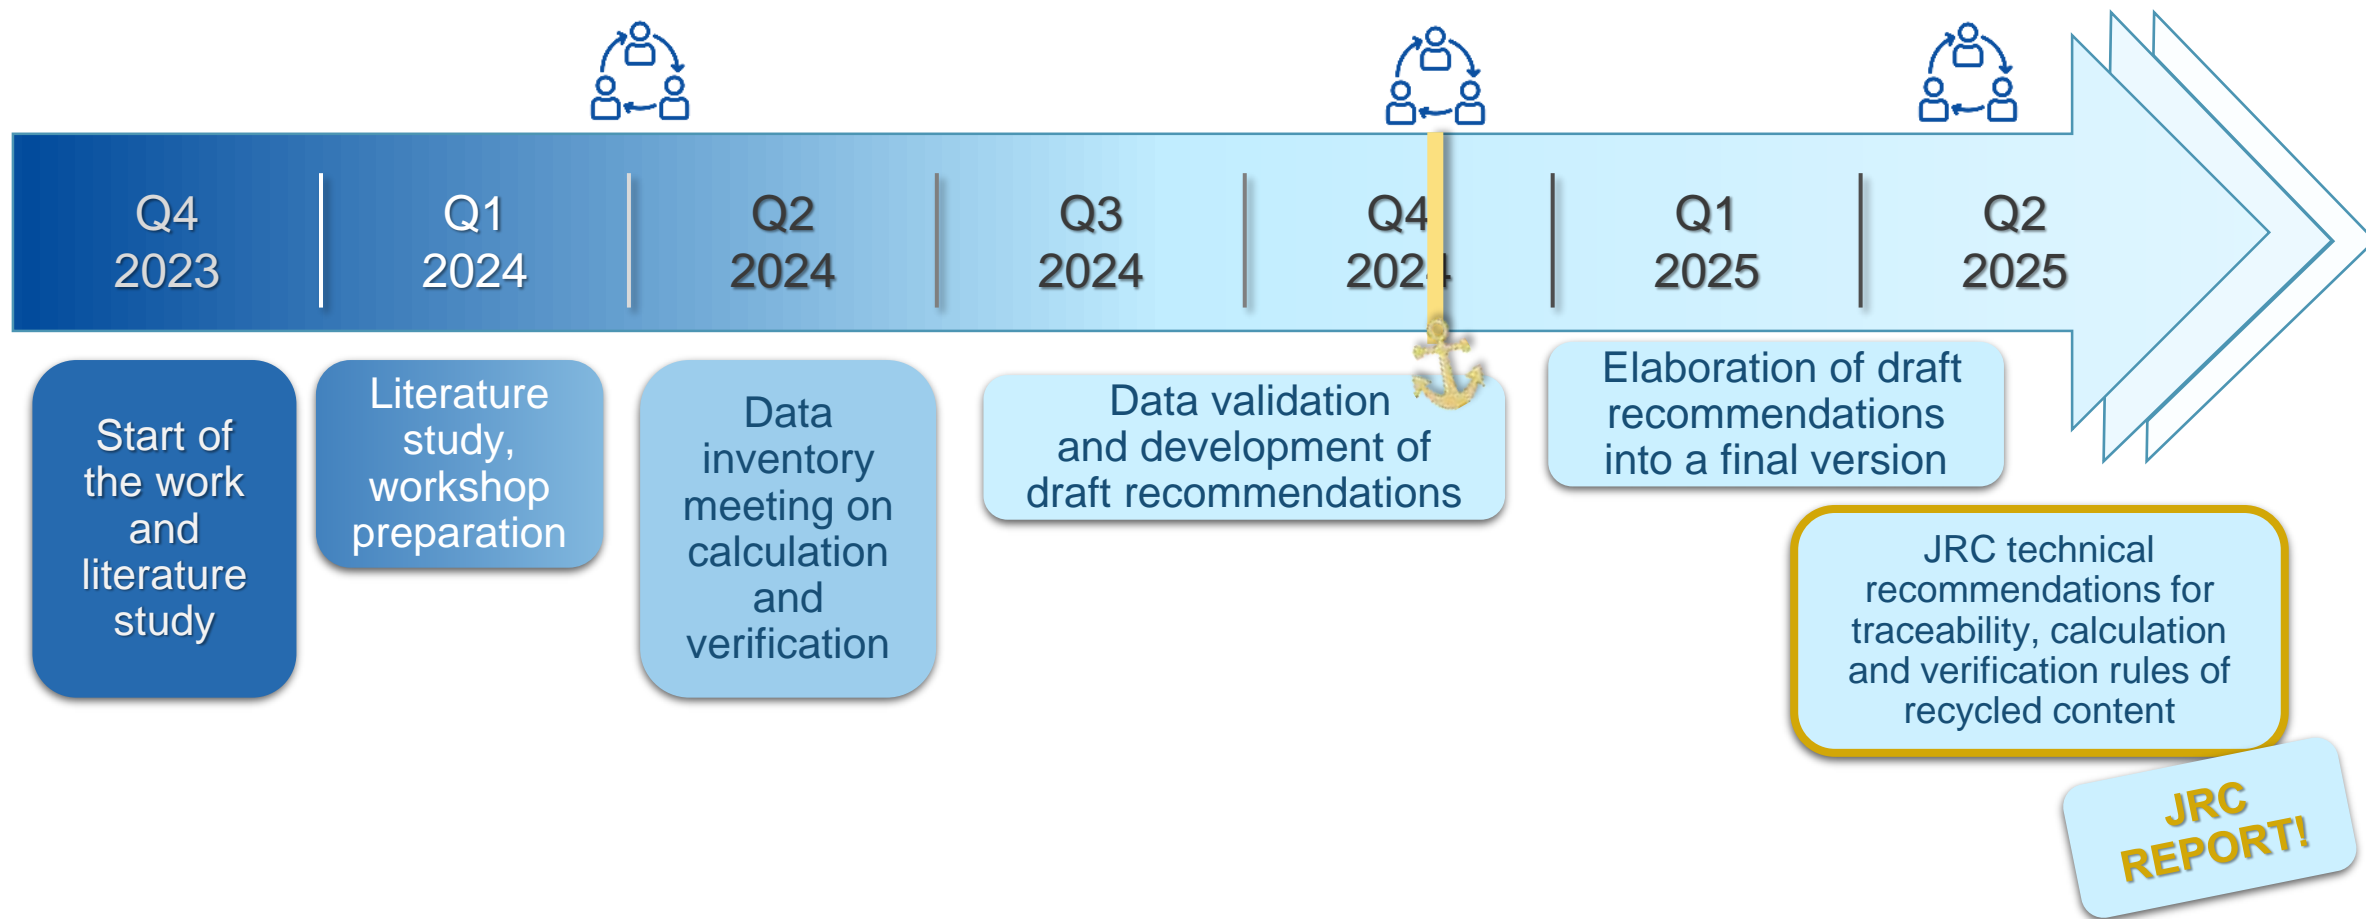 Q4
2023
Q1
2024
Q2
2024
Q3
2024
Q4
2024
Q1
2025
Q2
2025
Start of
the work
and
literature
study
Literature
study,
workshop
preparation
Data
inventory
meeting on
calculation
and
verification
Data validation
and development of
draft recommendations
Elaboration of draft
recommendations
into a final version
JRC technical
recommendations for
traceability, calculation
and verification rules of
recycled content
JRC
REPORT!